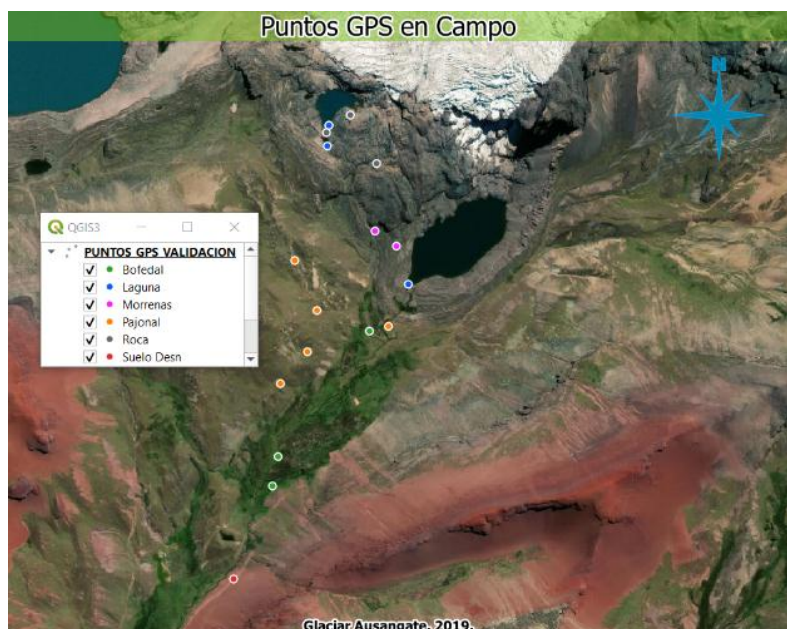 Puntos GPS en Campo
N
QGIS3
PUNTOS GPS VALIDACION
Bofedal
Laguna
Morrenas
Pajonal
Roca
Suelo Desn
Glaciar Ausangate, 2019.